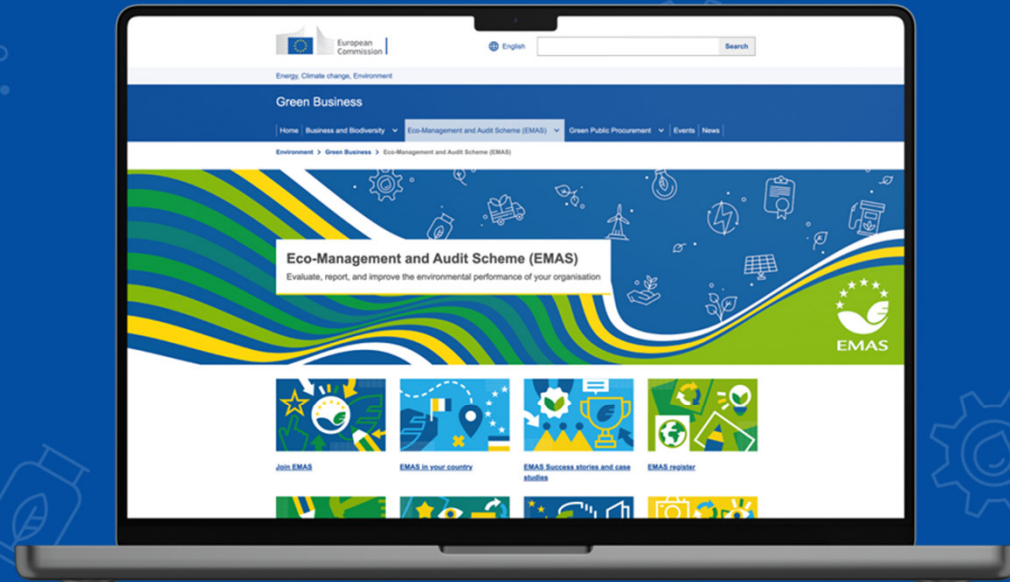 European
Commission
English
Search
Energy, Climate change, Environment
Green Business
Home
Business and Biodiversity
Eco-Management and Audit Scheme (EMAS)
Green Public Procurement
Events
News
Environment > Green Business > Eco-Management and Audit Scheme (EMAS)
Eco-Management and Audit Scheme (EMAS)
Evaluate, report, and improve the environmental performance of your organisation
EMAS
Join EMAS
EMAS in your country
EMAS Success stories and case
studies
EMAS register